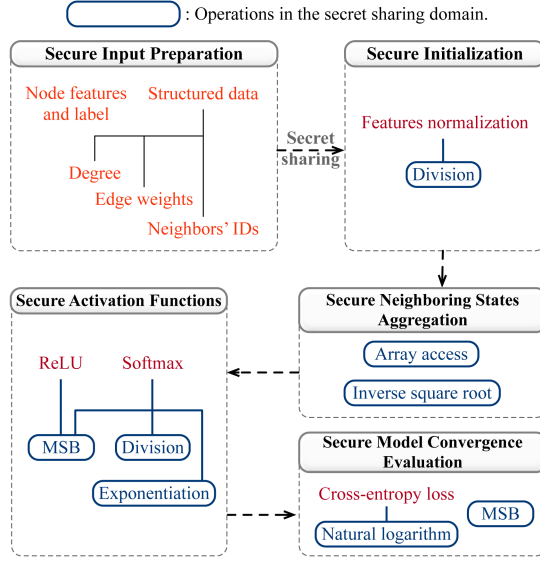 : Operations in the secret sharing domain.
Secure Input Preparation
Node features
and label
Structured data
Degree
Edge weights
Neighbors' IDs
Secret
sharing
Secure Initialization
Features normalization
Division
Secure Neighboring States
Aggregation
Array access
Inverse square root
Secure Activation Functions
ReLU
Softmax
MSB
Division
Exponentiation
Secure Model Convergence
Evaluation
Cross-entropy loss
Natural logarithm
MSB